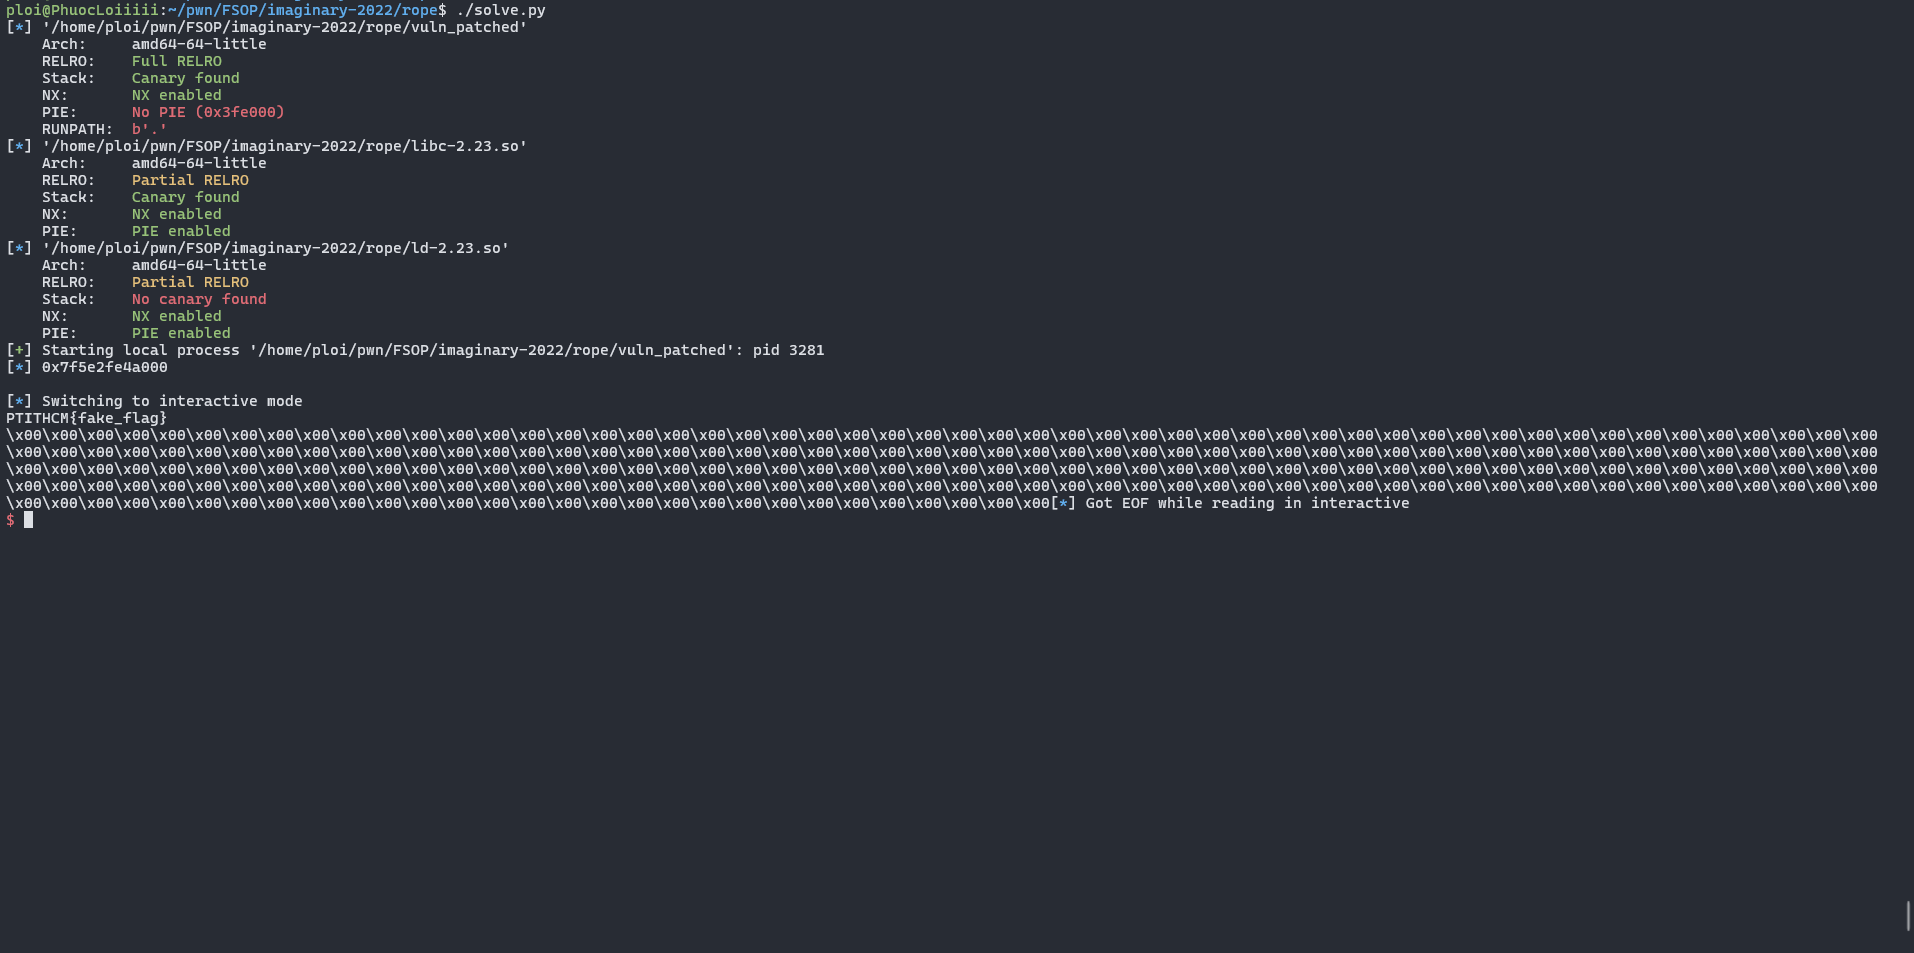 ploi@PhuocLoiiiii:~/pwn/FSOP/imaginary-2022/rope$ ./solve.py
[*] '/home/ploi/pwn/FSOP/imaginary-2022/rope/vuln_patched'
    Arch:     amd64-64-little
    RELRO:    Full RELRO
    Stack:    Canary found
    NX:       NX enabled
    PIE:      No PIE (0x3fe000)
    RUNPATH:  b'.'
[*] '/home/ploi/pwn/FSOP/imaginary-2022/rope/libc-2.23.so'
    Arch:     amd64-64-little
    RELRO:    Partial RELRO
    Stack:    Canary found
    NX:       NX enabled
    PIE:      PIE enabled
[*] '/home/ploi/pwn/FSOP/imaginary-2022/rope/ld-2.23.so'
    Arch:     amd64-64-little
    RELRO:    Partial RELRO
    Stack:    No canary found
    NX:       NX enabled
    PIE:      PIE enabled
[+] Starting local process '/home/ploi/pwn/FSOP/imaginary-2022/rope/vuln_patched': pid 3281
[*] 0x7f5e2fe4a000
[*] Switching to interactive mode
PTITHCM{fake_flag}
\x00\x00\x00\x00\x00\x00\x00\x00\x00\x00\x00\x00\x00\x00\x00\x00\x00\x00\x00\x00\x00\x00\x00\x00\x00\x00\x00\x00\x00\x00\x00\x00\x00\x00\x00\x00\x00\x00\x00\x00\x00\x00\x00\x00\x00\x00\x00\x00\x00\x00\x00\x00
\x00\x00\x00\x00\x00\x00\x00\x00\x00\x00\x00\x00\x00\x00\x00\x00\x00\x00\x00\x00\x00\x00\x00\x00\x00\x00\x00\x00\x00\x00\x00\x00\x00\x00\x00\x00\x00\x00\x00\x00\x00\x00\x00\x00\x00\x00\x00\x00\x00\x00\x00\x00
\x00\x00\x00\x00\x00\x00\x00\x00\x00\x00\x00\x00\x00\x00\x00\x00\x00\x00\x00\x00\x00\x00\x00\x00\x00\x00\x00\x00\x00\x00\x00\x00\x00\x00\x00\x00\x00\x00\x00\x00\x00\x00\x00\x00\x00\x00\x00\x00\x00\x00\x00\x00
\x00\x00\x00\x00\x00\x00\x00\x00\x00\x00\x00\x00\x00\x00\x00\x00\x00\x00\x00\x00\x00\x00\x00\x00\x00\x00\x00\x00\x00\x00\x00\x00\x00\x00\x00\x00\x00\x00\x00\x00\x00\x00\x00\x00\x00\x00\x00\x00\x00\x00\x00\x00
\x00\x00\x00\x00\x00\x00\x00\x00\x00\x00\x00\x00\x00\x00\x00\x00\x00\x00\x00\x00\x00\x00\x00\x00\x00\x00\x00\x00\x00[*] Got EOF while reading in interactive
$